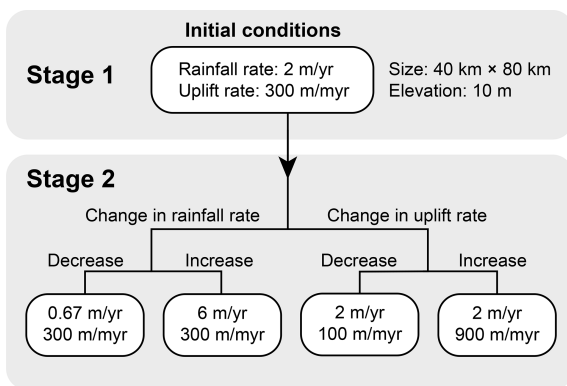 Initial conditions
Stage 1
Rainfall rate: 2 m/yr
Uplift rate: 300 m/myr
Size: 40 km × 80 km
Elevation: 10 m
Stage 2
Change in rainfall rate
Change in uplift rate
Decrease
Increase
Decrease
Increase
0.67 m/yr
300 m/myr
6 m/yr
300 m/myr
2 m/yr
100 m/myr
2 m/yr
900 m/myr